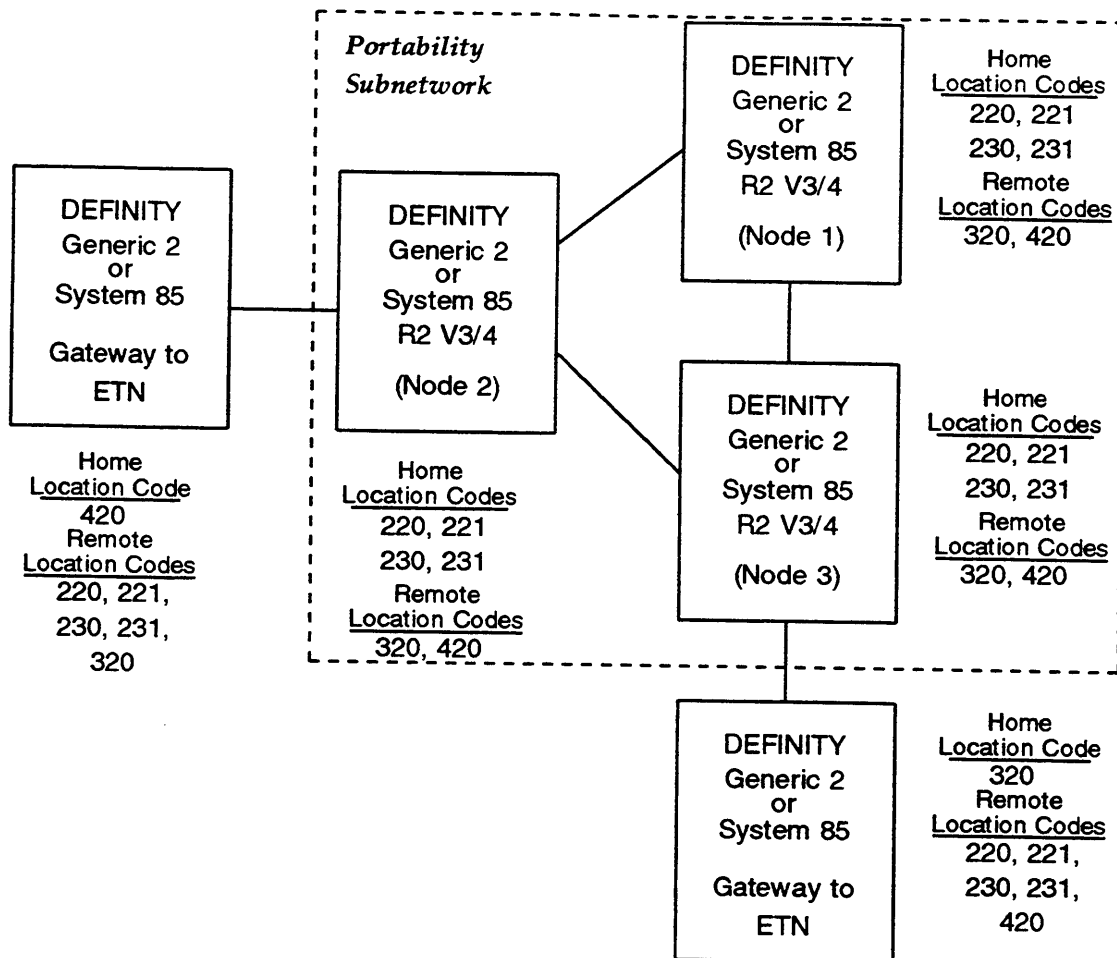 Portability
Subnetwork
DEFINITY
Generic 2
or
System 85
R2 V3/4
(Node 1)
Home
Location Codes
220, 221
230, 231
Remote
Location Codes
320, 420
DEFINITY
Generic 2
or
System 85
Gateway to
ETN
Home
Location Code
420
Remote
Location Codes
220, 221,
230, 231,
320
DEFINITY
Generic 2
or
System 85
R2 V3/4
(Node 2)
Home
Location Codes
220, 221
230, 231
Remote
Location Codes
320, 420
DEFINITY
Generic 2
or
System 85
R2 V3/4
(Node 3)
Home
Location Codes
220, 221
230, 231
Remote
Location Codes
320, 420
DEFINITY
Generic 2
or
System 85
Gateway to
ETN
Home
Location Code
320
Remote
Location Codes
220, 221,
230, 231,
420